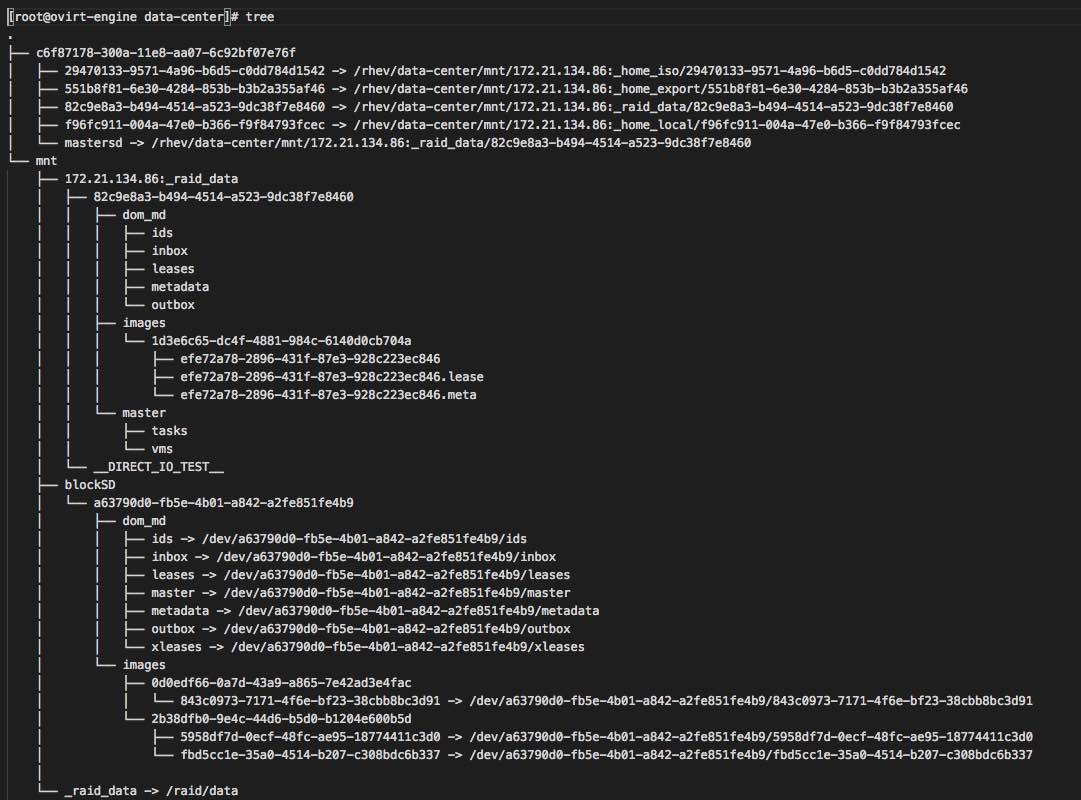 [root@ovirt-engine data-center]# tree
.
├── c6f87178-300a-11e8-aa07-6c92bf07e76f
│   ├── 29470133-9571-4a96-b6d5-c0dd784d1542 -> /rhev/data-center/mnt/172.21.134.86:_home_iso/29470133-9571-4a96-b6d5-c0dd784d1542
│   ├── 551b8f81-6e30-4284-853b-b3b2a355af46 -> /rhev/data-center/mnt/172.21.134.86:_home_export/551b8f81-6e30-4284-853b-b3b2a355af46
│   ├── 82c9e8a3-b494-4514-a523-9dc38f7e8460 -> /rhev/data-center/mnt/172.21.134.86:_raid_data/82c9e8a3-b494-4514-a523-9dc38f7e8460
│   ├── f96fc911-004a-47e0-b366-f9f84793fcec -> /rhev/data-center/mnt/172.21.134.86:_home_local/f96fc911-004a-47e0-b366-f9f84793fcec
│   └── mastersd -> /rhev/data-center/mnt/172.21.134.86:_raid_data/82c9e8a3-b494-4514-a523-9dc38f7e8460
└── mnt
    ├── 172.21.134.86:_raid_data
    │   ├── 82c9e8a3-b494-4514-a523-9dc38f7e8460
    │   │   ├── dom_md
    │   │   │   ├── ids
    │   │   │   ├── inbox
    │   │   │   ├── leases
    │   │   │   ├── metadata
    │   │   │   └── outbox
    │   │   ├── images
    │   │   │   └── 1d3e6c65-dc4f-4881-984c-6140d0cb704a
    │   │   │       ├── efe72a78-2896-431f-87e3-928c223ec846
    │   │   │       ├── efe72a78-2896-431f-87e3-928c223ec846.lease
    │   │   │       └── efe72a78-2896-431f-87e3-928c223ec846.meta
    │   │   └── master
    │   │       ├── tasks
    │   │       └── vms
    │   └── __DIRECT_IO_TEST__
    ├── blockSD
    │   └── a63790d0-fb5e-4b01-a842-a2fe851fe4b9
    │       ├── dom_md
    │       │   ├── ids -> /dev/a63790d0-fb5e-4b01-a842-a2fe851fe4b9/ids
    │       │   ├── inbox -> /dev/a63790d0-fb5e-4b01-a842-a2fe851fe4b9/inbox
    │       │   ├── leases -> /dev/a63790d0-fb5e-4b01-a842-a2fe851fe4b9/leases
    │       │   ├── master -> /dev/a63790d0-fb5e-4b01-a842-a2fe851fe4b9/master
    │       │   ├── metadata -> /dev/a63790d0-fb5e-4b01-a842-a2fe851fe4b9/metadata
    │       │   ├── outbox -> /dev/a63790d0-fb5e-4b01-a842-a2fe851fe4b9/outbox
    │       │   └── xleases -> /dev/a63790d0-fb5e-4b01-a842-a2fe851fe4b9/xleases
    │       └── images
    │           ├── 0d0edf66-0a7d-43a9-a865-7e42ad3e4fac
    │           │   └── 843c0973-7171-4f6e-bf23-38cbb8bc3d91 -> /dev/a63790d0-fb5e-4b01-a842-a2fe851fe4b9/843c0973-7171-4f6e-bf23-38cbb8bc3d91
    │           └── 2b38dfb0-9e4c-44d6-b5d0-b1204e600b5d
    │               ├── 5958df7d-0ecf-48fc-ae95-18774411c3d0 -> /dev/a63790d0-fb5e-4b01-a842-a2fe851fe4b9/5958df7d-0ecf-48fc-ae95-18774411c3d0
    │               └── fbd5cc1e-35a0-4514-b207-c308bdc6b337 -> /dev/a63790d0-fb5e-4b01-a842-a2fe851fe4b9/fbd5cc1e-35a0-4514-b207-c308bdc6b337
    │
    └── _raid_data -> /raid/data